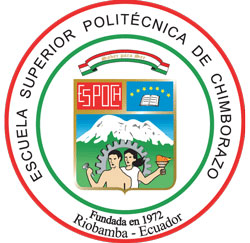 ESCUELA SUPERIOR POLITÉCNICA DE CHIMBORAZO
ESPOCH
Fundada en 1972
Riobamba - Ecuador